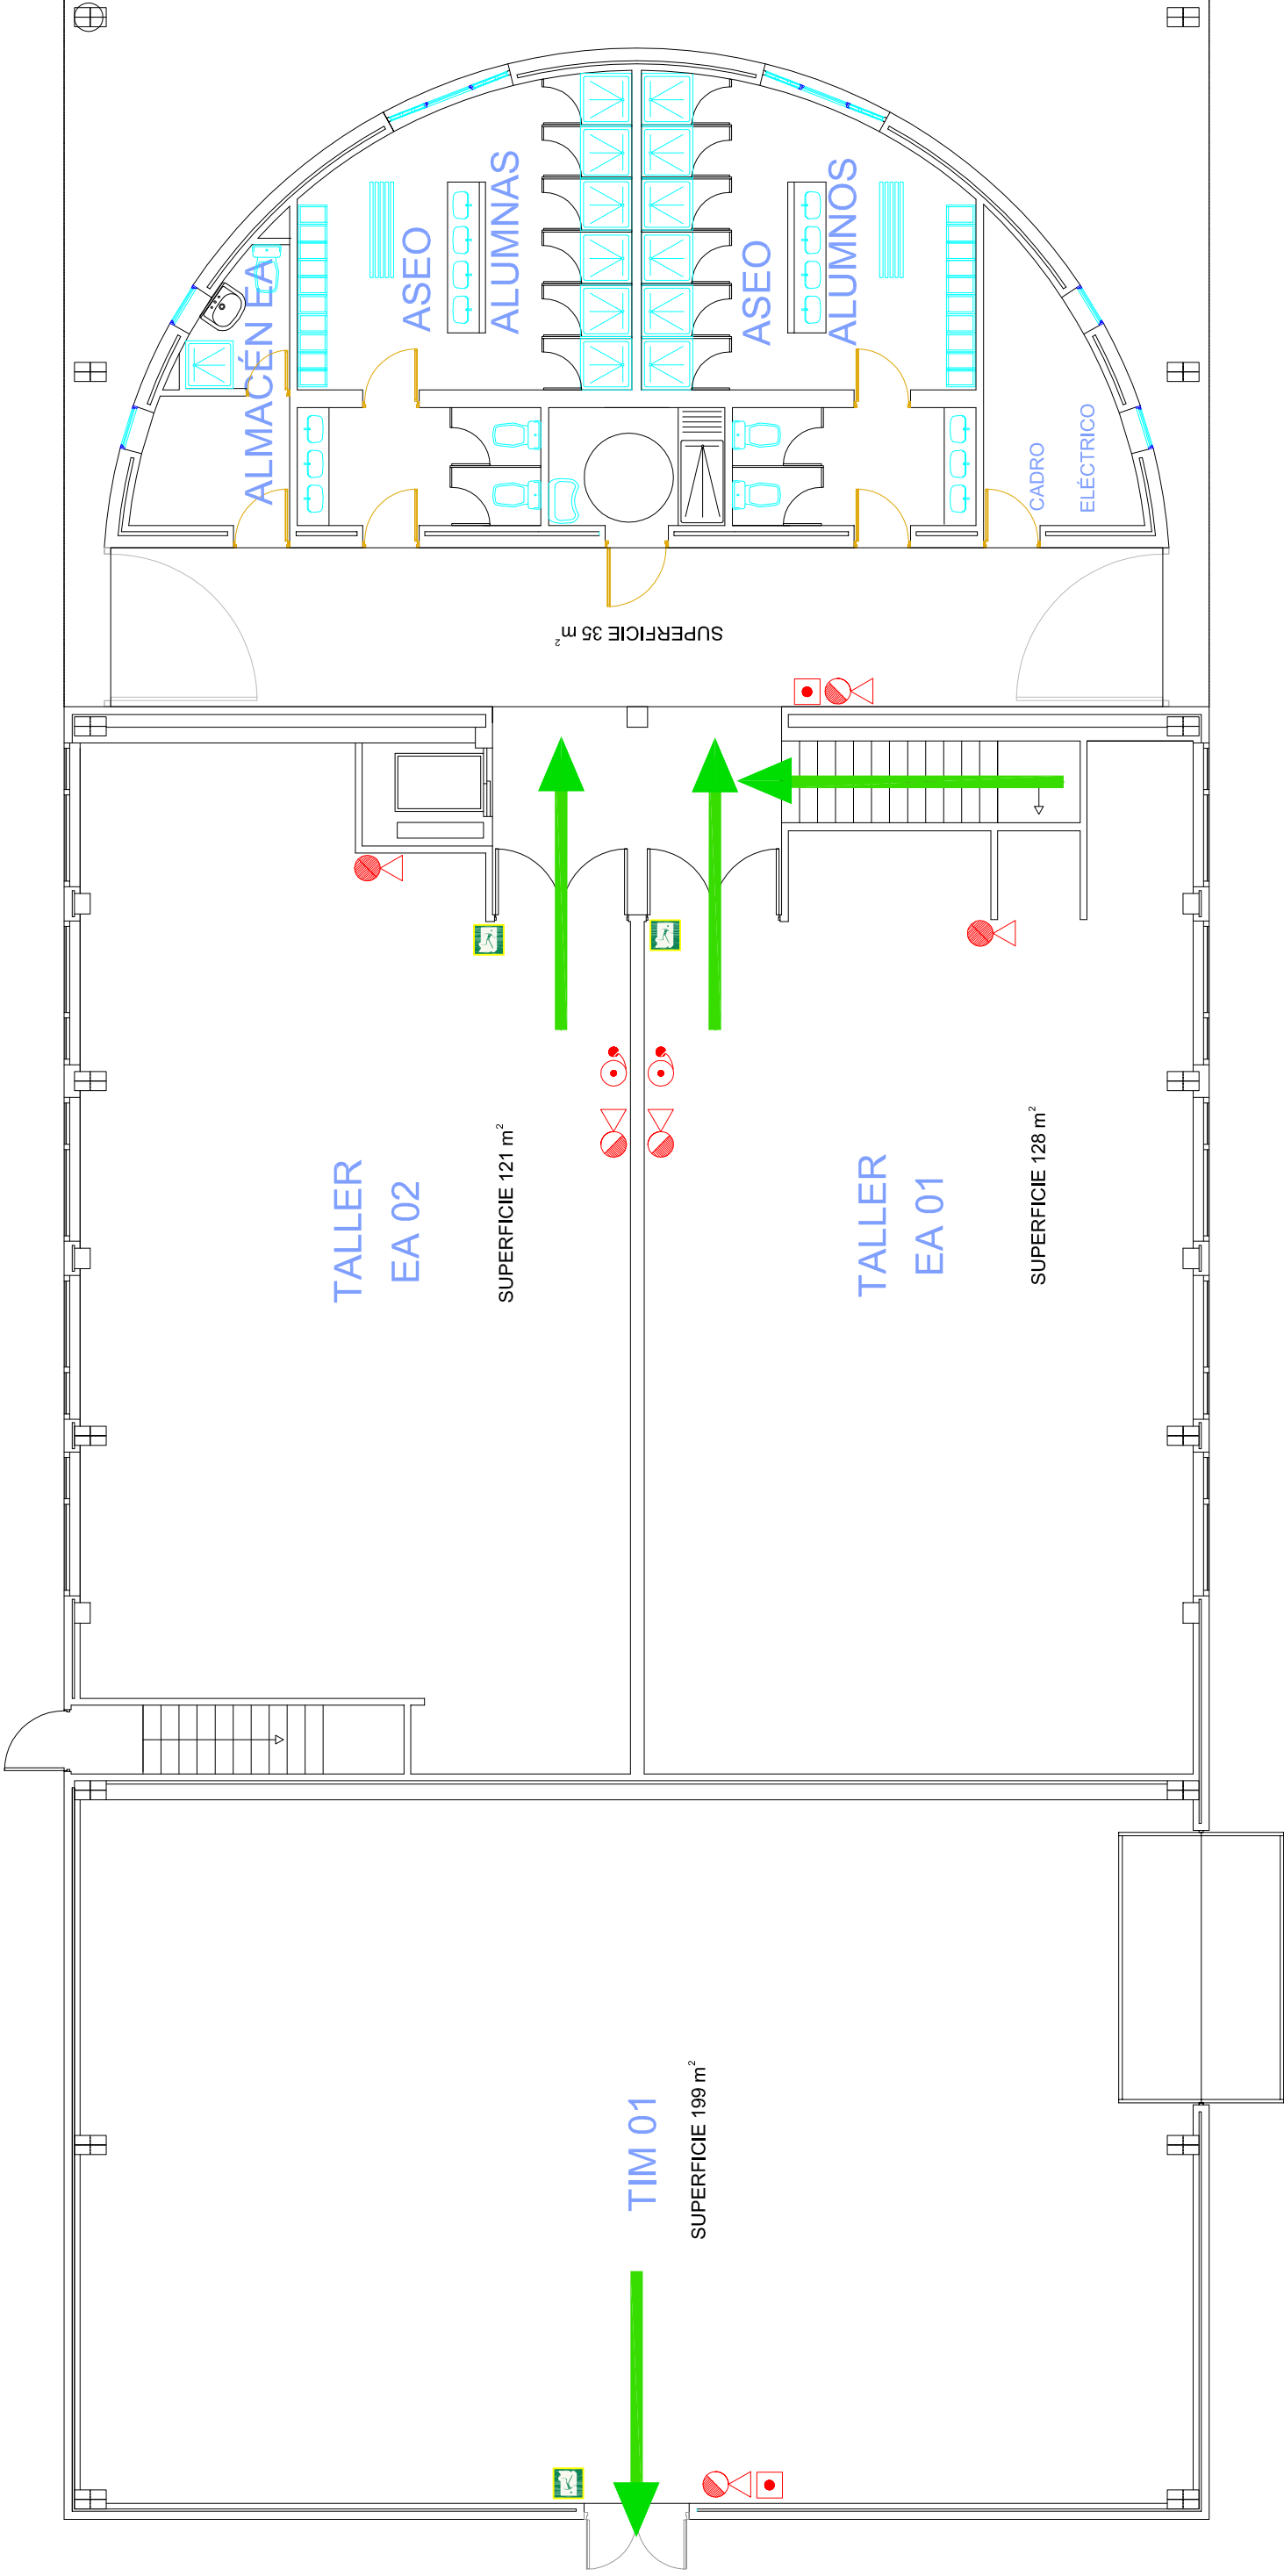 ALMACÉN EA
ASEO
ALUMNAS
ASEO
ALUMNOS
CADRO
ELÉCTRICO
SUPERFICIE 35 m²
TALLER
EA 02
SUPERFICIE 121 m²
TALLER
EA 01
SUPERFICIE 128 m²
TIM 01
SUPERFICIE 199 m²